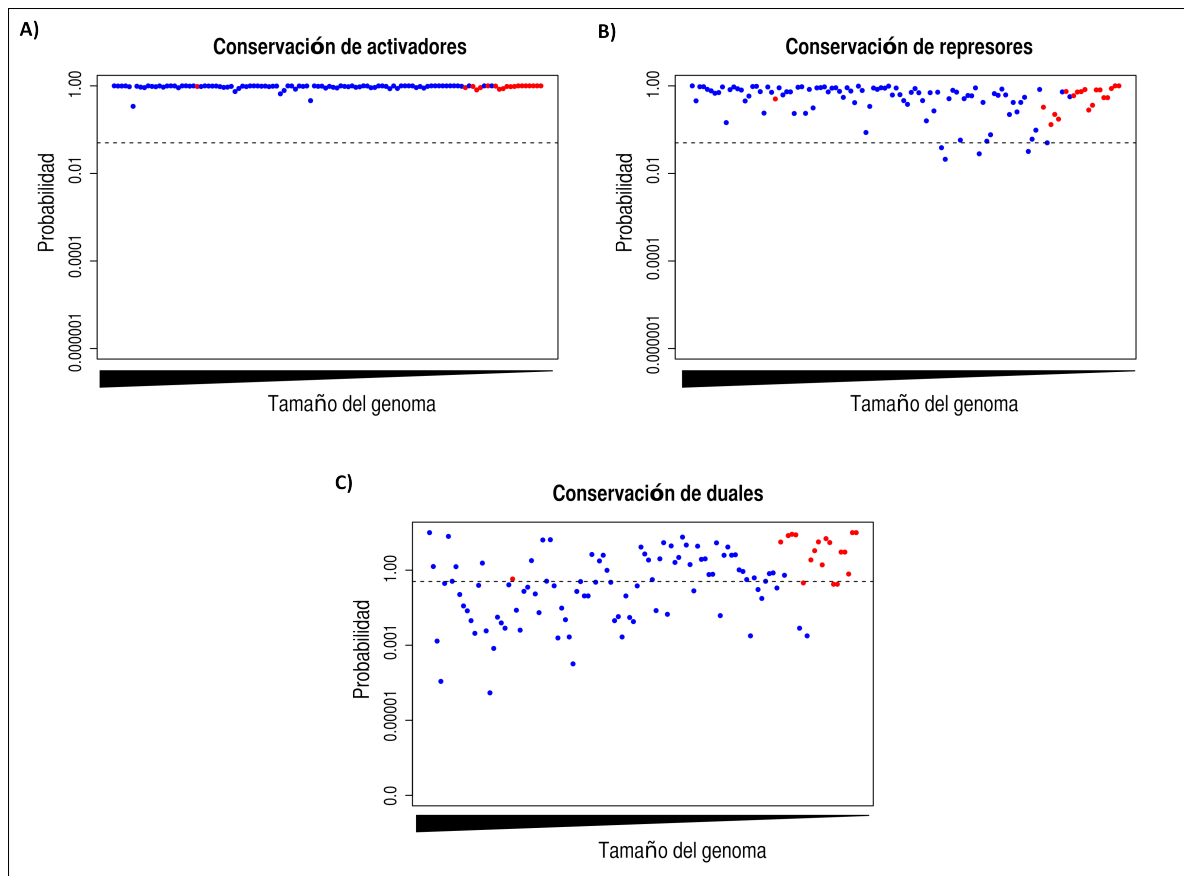 A)
Conservación de activadores
Probabilidad
1.00
0.01
0.0001
0.000001
Tamaño del genoma
B)
Conservación de represores
Probabilidad
1.00
0.01
0.0001
0.000001
Tamaño del genoma
C)
Conservación de duales
Probabilidad
1.00
0.001
0.00001
0.0
Tamaño del genoma